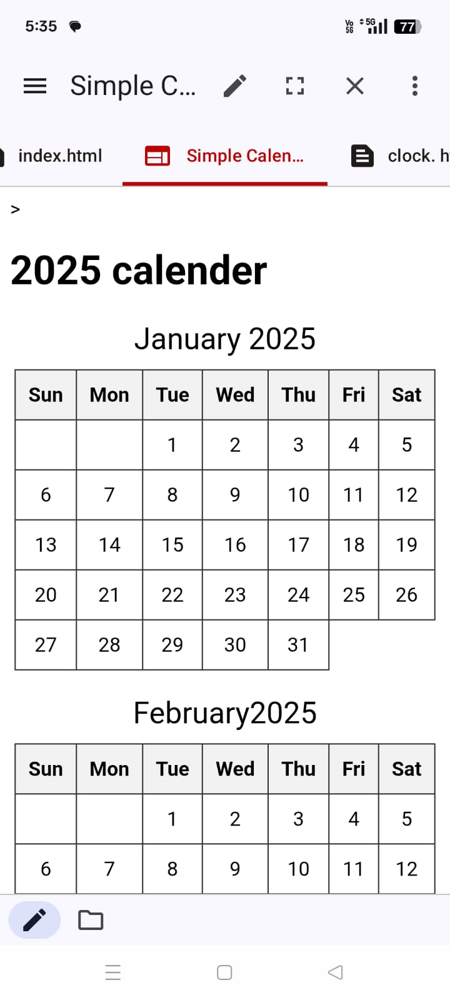 5:35 Vo 5G 5G 77
Simple C...
index.html Simple Calen... clock. h
>
2025 calender
January 2025
Sun Mon Tue Wed Thu Fri Sat
1 2 3 4 5
6 7 8 9 10 11 12
13 14 15 16 17 18 19
20 21 22 23 24 25 26
27 28 29 30 31
February2025
Sun Mon Tue Wed Thu Fri Sat
1 2 3 4 5
6 7 8 9 10 11 12